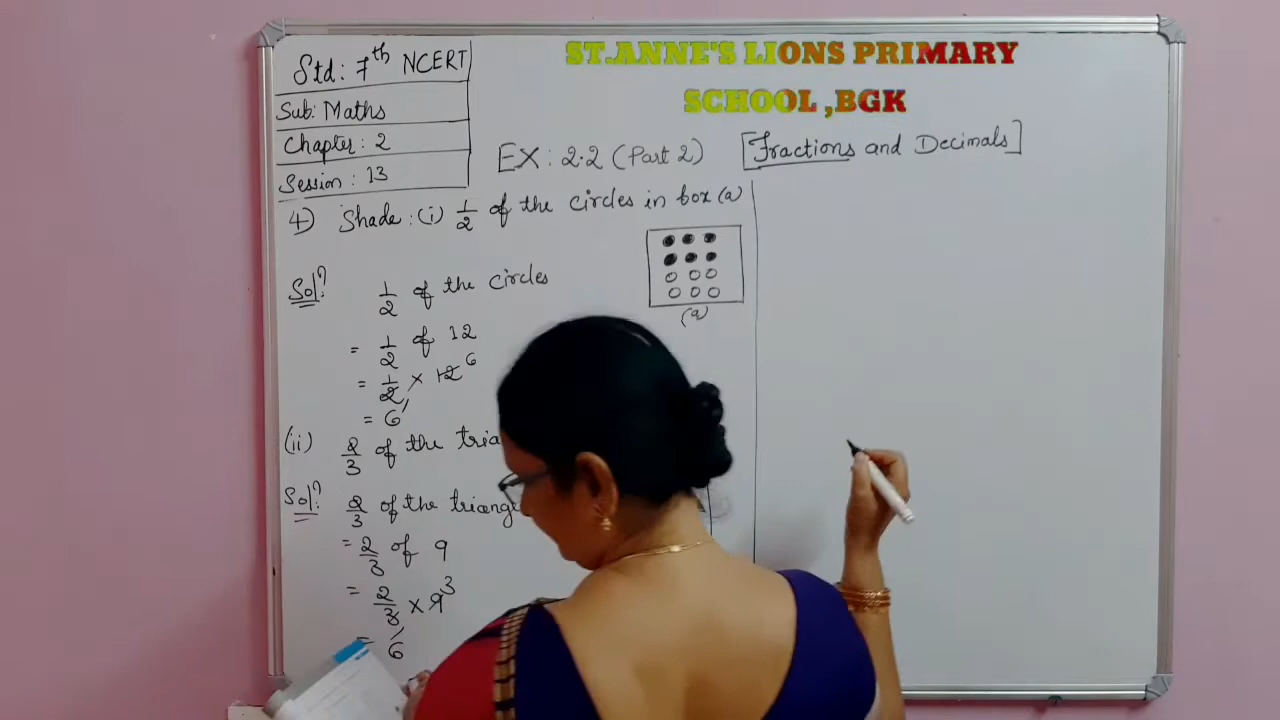 ST.ANNE'S LIONS PRIMARY
SCHOOL ,BGK
Std: 7th NCERT
Sub: Maths
Chapter: 2
Session: 13
EX: 2.2 (Part 2) [Fractions and Decimals]
4) Shade: (i) 1/2 of the circles in box (a)
(a)
Sol? 1/2 of the circles
= 1/2 of 12
= 1/2 × 12 6
= 6
(ii) 2/3 of the
Sol? 2/3 of the
= 2/3 of 9
= 2/3 × 9 3
= 6